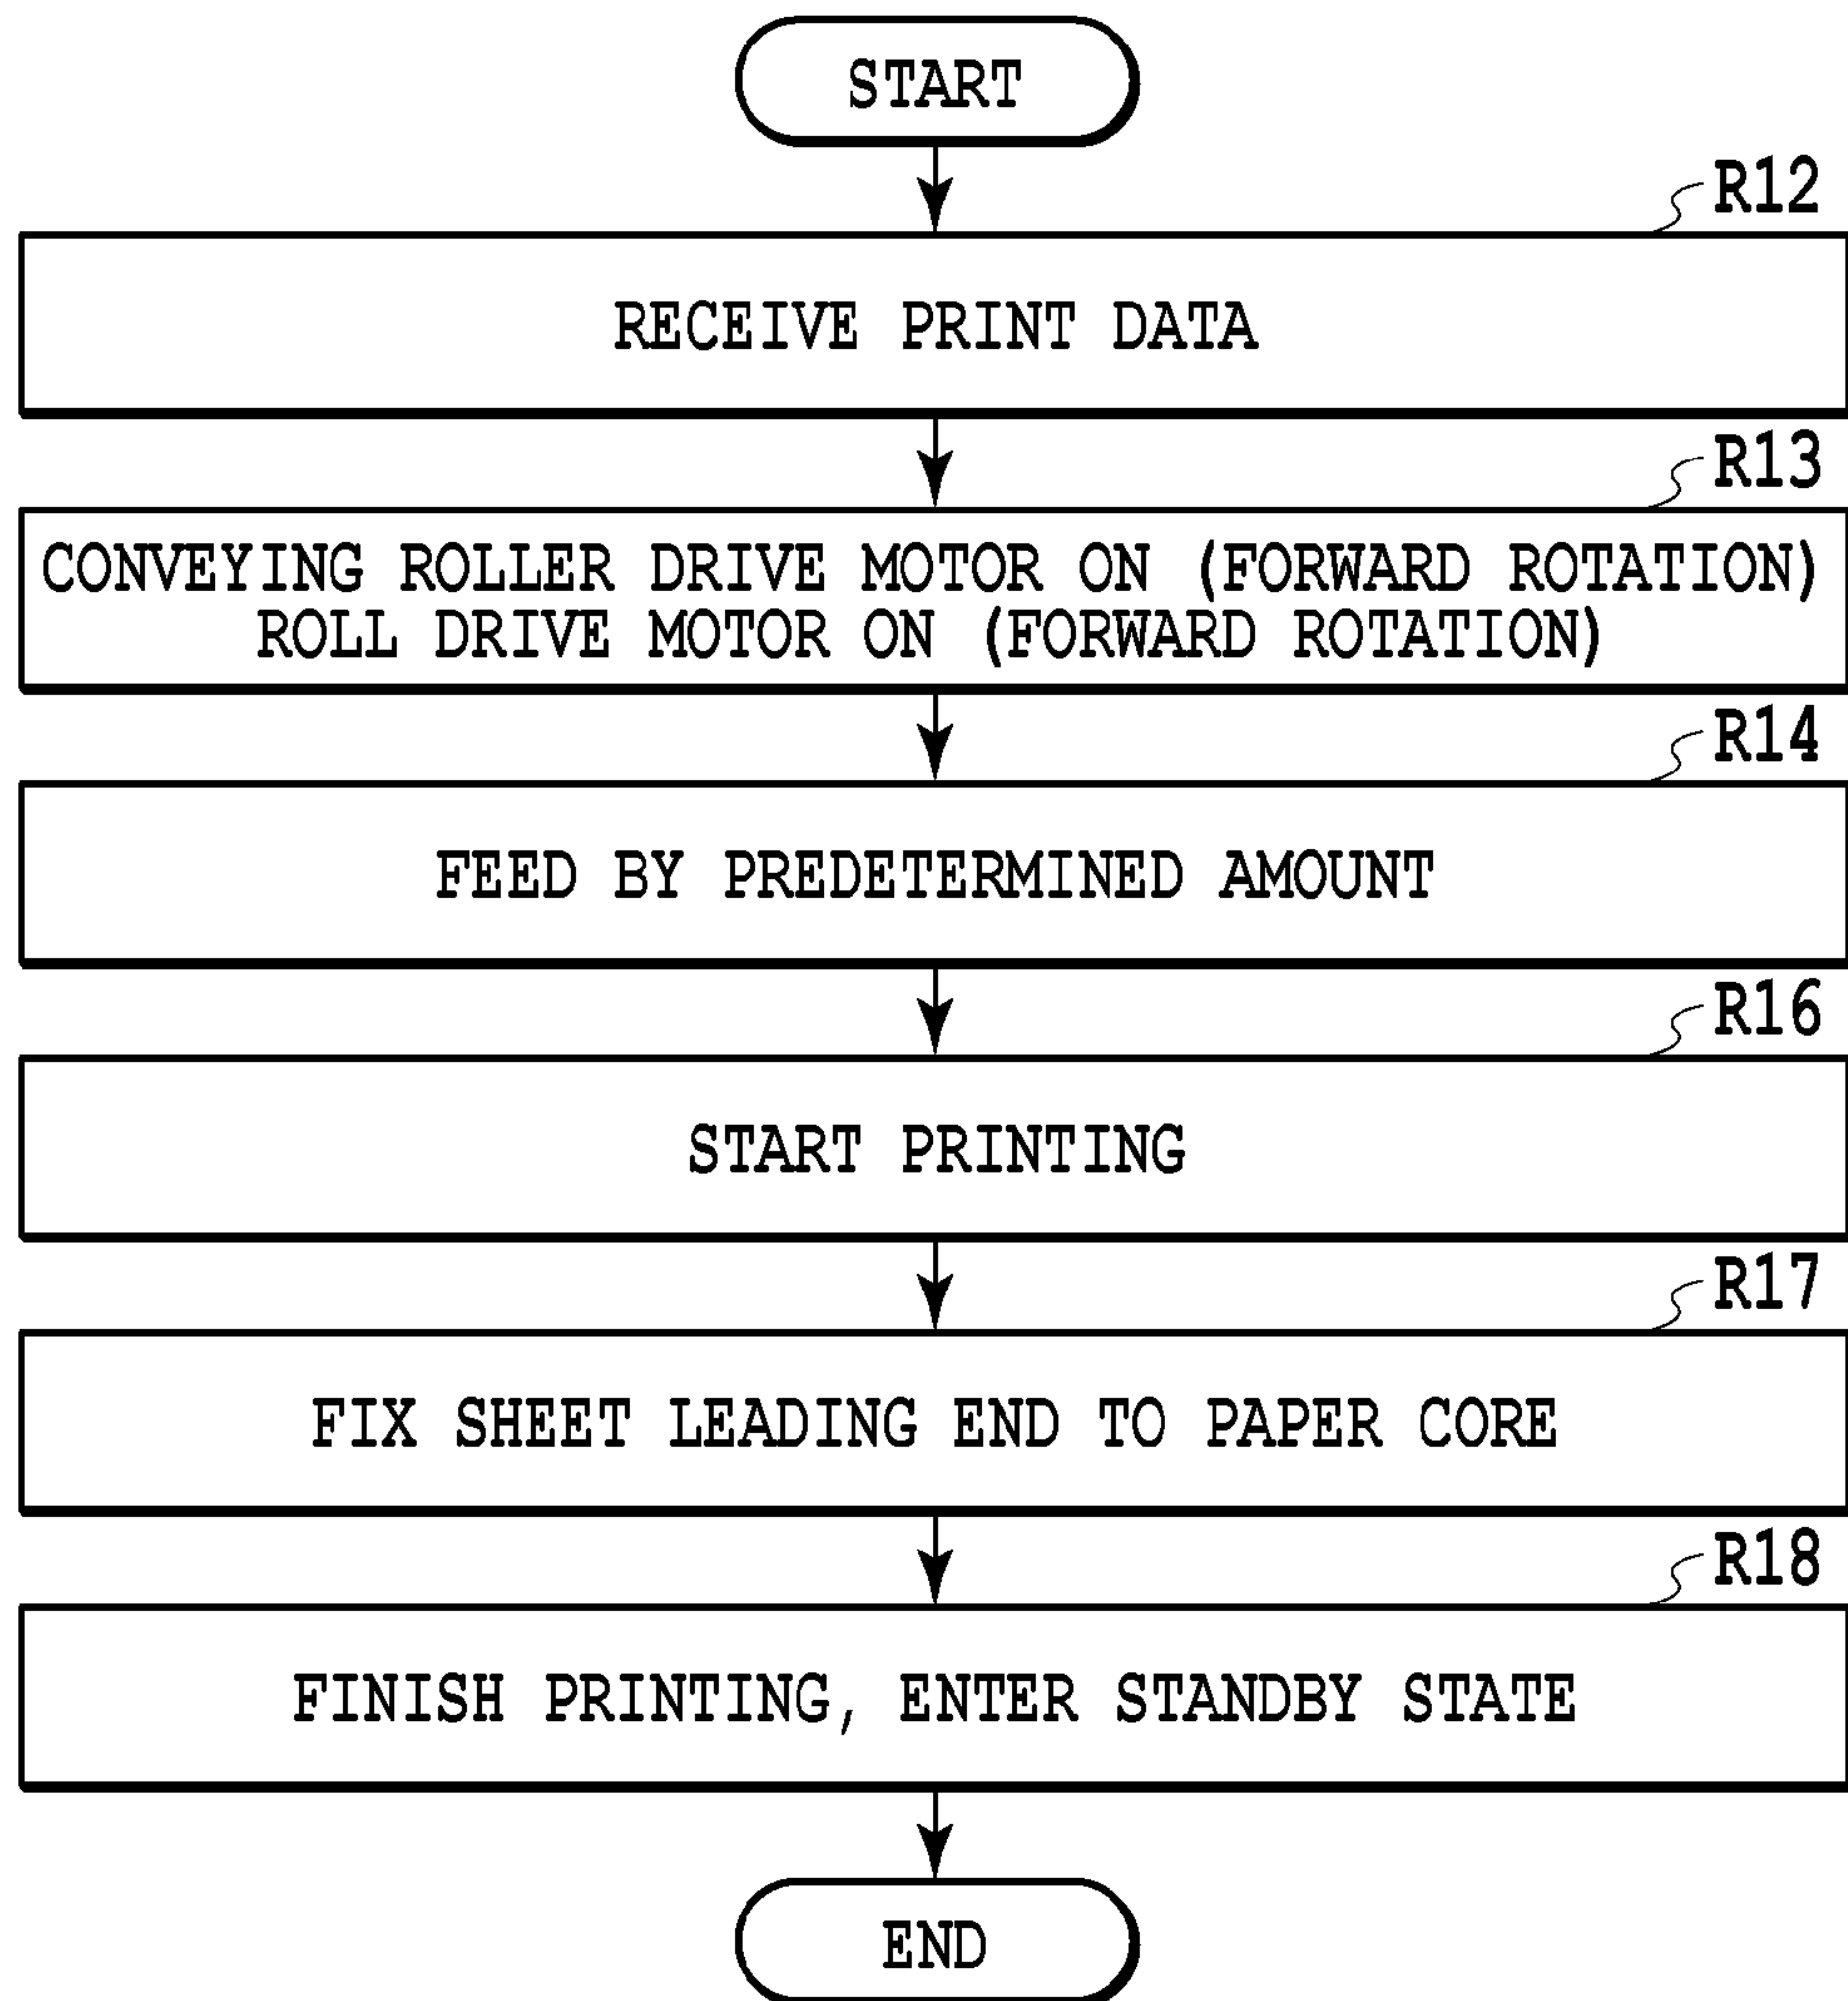 START
R12
RECEIVE PRINT DATA
R13
CONVEYING ROLLER DRIVE MOTOR ON (FORWARD ROTATION)
ROLL DRIVE MOTOR ON (FORWARD ROTATION)
R14
FEED BY PREDETERMINED AMOUNT
R16
START PRINTING
R17
FIX SHEET LEADING END TO PAPER CORE
R18
FINISH PRINTING, ENTER STANDBY STATE
END